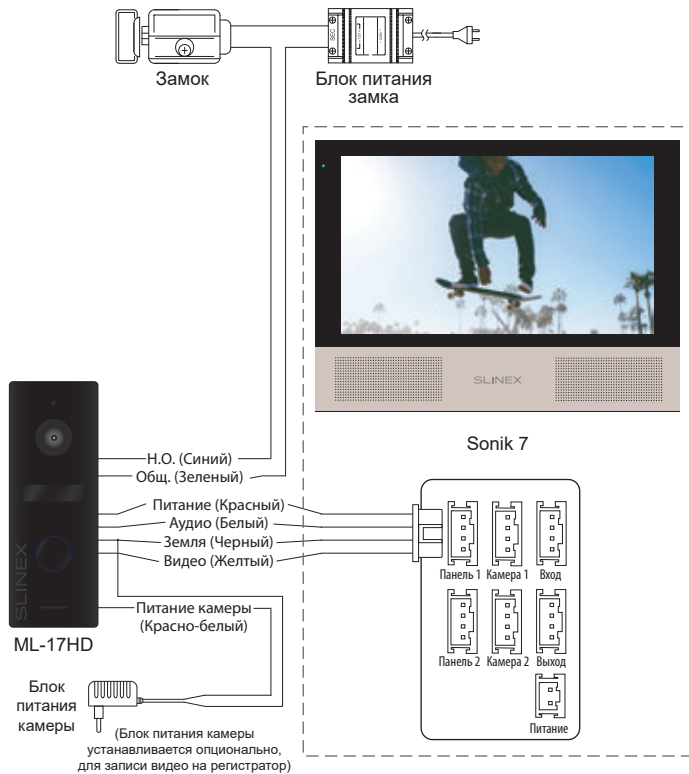 Замок
Блок питания
замка
SEC
SLINEX
Sonik 7
Н.О. (Синий)
Общ. (Зеленый)
Питание (Красный)
Аудио (Белый)
Земля (Черный)
Видео (Желтый)
Питание камеры
(Красно-белый)
SLINEX
ML-17HD
Панель 1
Камера 1
Вход
Панель 2
Камера 2
Выход
Питание
Блок
питания
камеры
(Блок питания камеры
устанавливается опционально,
для записи видео на регистратор)